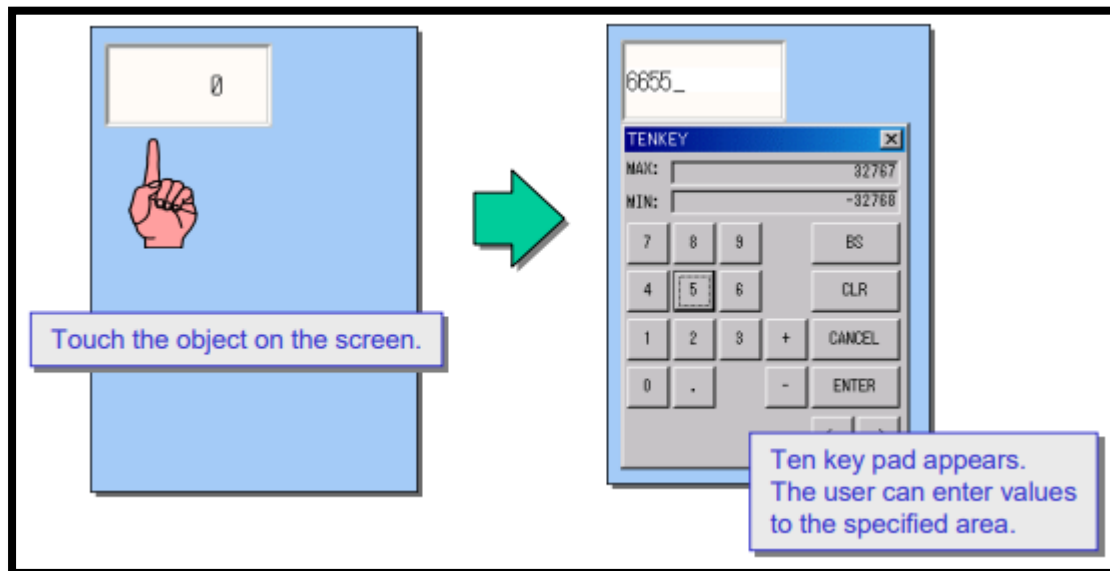 0
Touch the object on the screen.
6655_
TENKEY
MAX: 32767
MIN: -32768
7 8 9 BS
4 5 6 CLR
1 2 3 + CANCEL
0 . - ENTER
Ten key pad appears.
The user can enter values
to the specified area.